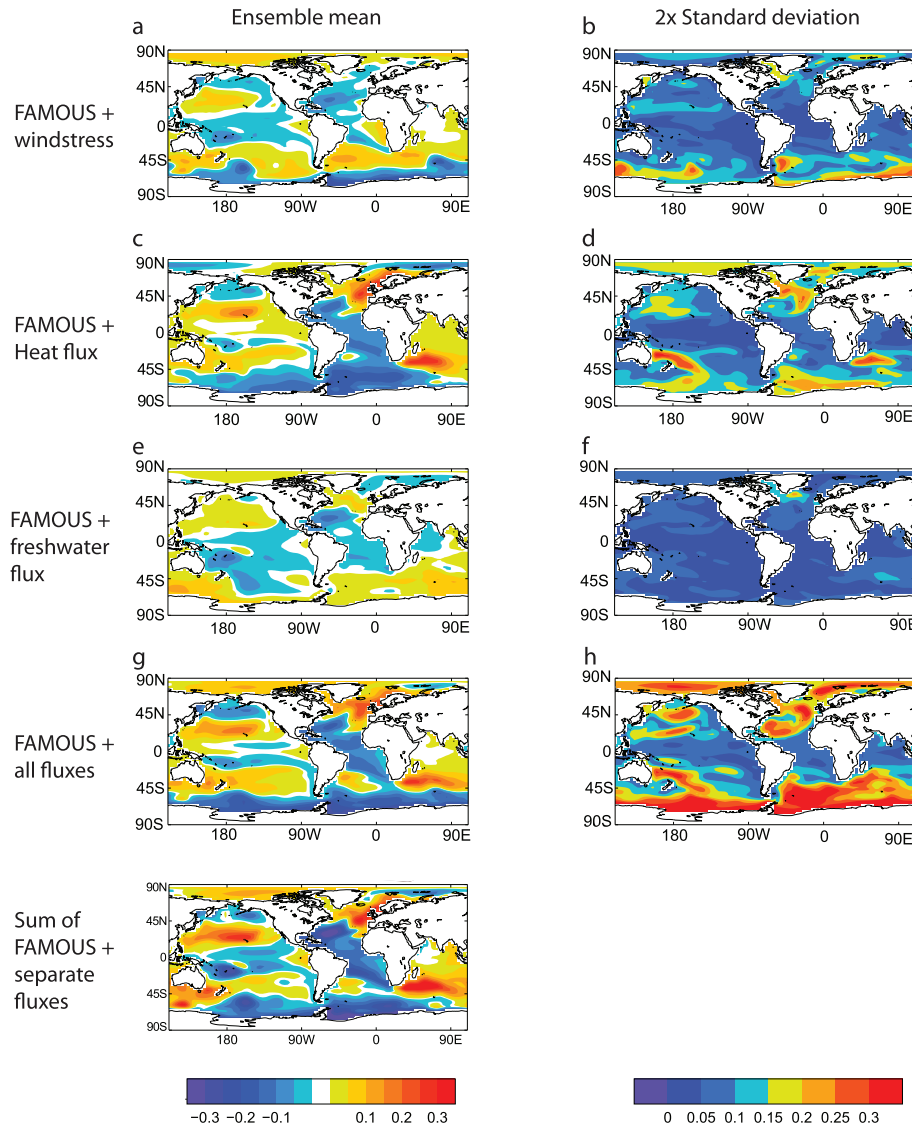 Ensemble mean
2x Standard deviation
a
b
FAMOUS +
windstress
90N
45N
0
45S
90S
180
90W
0
90E
90N
45N
0
45S
90S
180
90W
0
90E
c
d
FAMOUS +
Heat flux
90N
45N
0
45S
90S
180
90W
0
90E
90N
45N
0
45S
90S
180
90W
0
90E
e
f
FAMOUS +
freshwater
flux
90N
45N
0
45S
90S
180
90W
0
90E
90N
45N
0
45S
90S
180
90W
0
90E
g
h
FAMOUS +
all fluxes
90N
45N
0
45S
90S
180
90W
0
90E
90N
45N
0
45S
90S
180
90W
0
90E
Sum of
FAMOUS +
separate
fluxes
90N
45N
0
45S
90S
180
90W
0
90E
−0.3 −0.2 −0.1 0.1 0.2 0.3
0 0.05 0.1 0.15 0.2 0.25 0.3